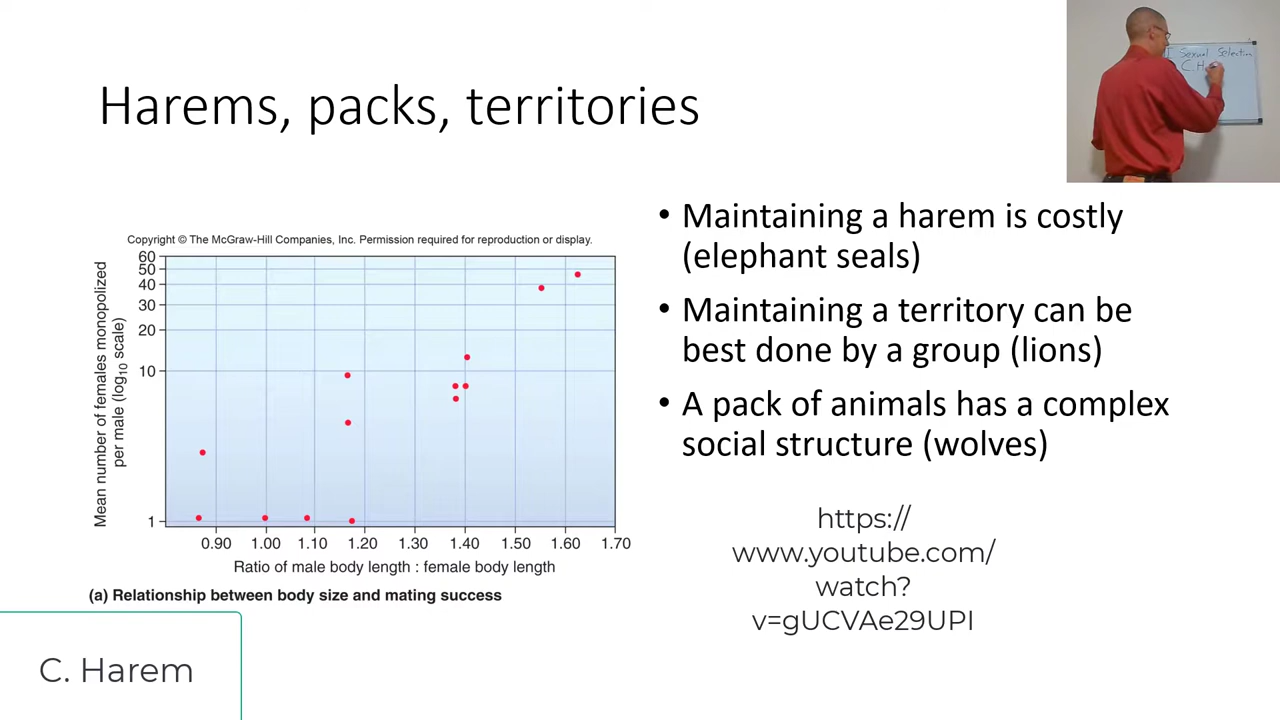 Harems, packs, territories
Sexual Selection
C. H
Copyright © The McGraw-Hill Companies, Inc. Permission required for reproduction or display.
Mean number of females monopolized
per male (log10 scale)
60
50
40
30
20
10
1
0.90 1.00 1.10 1.20 1.30 1.40 1.50 1.60 1.70
Ratio of male body length : female body length
(a) Relationship between body size and mating success
• Maintaining a harem is costly
(elephant seals)
• Maintaining a territory can be
best done by a group (lions)
• A pack of animals has a complex
social structure (wolves)
https://
www.youtube.com/
watch?
v=gUCVAe29UPI
C. Harem